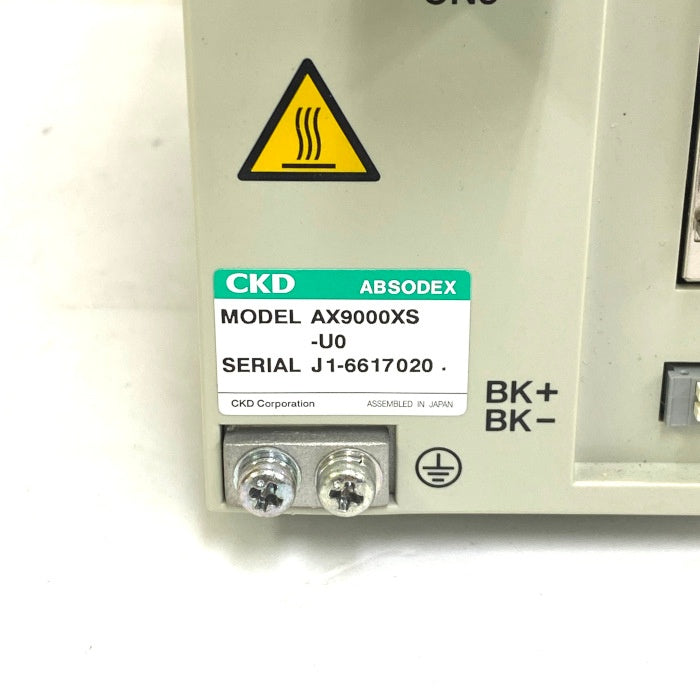 CKD ABSODEX
MODEL AX9000XS
-U0
SERIAL J1-6617020 .
CKD Corporation ASSEMBLED IN JAPAN
BK+
BK-